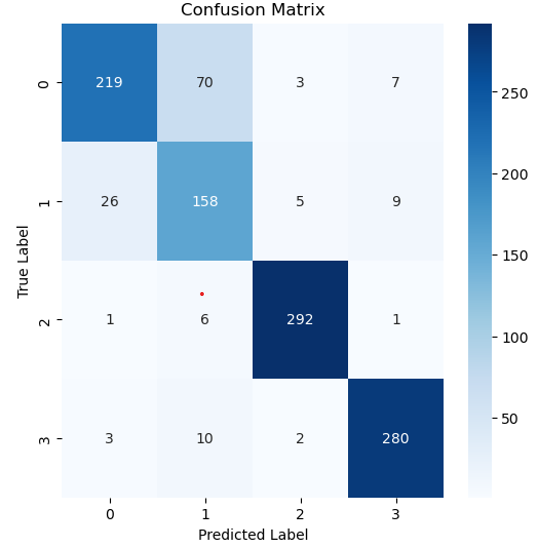 Confusion Matrix
True Label
0 219 70 3 7
1 26 158 5 9
2 1 6 292 1
3 3 10 2 280
0 1 2 3
Predicted Label
250
200
150
100
50